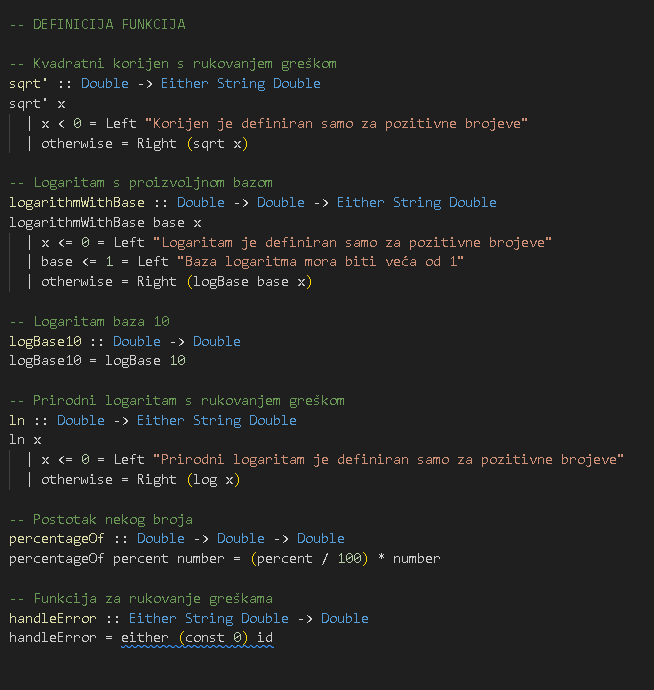 -- DEFINICIJA FUNKCIJA
-- Kvadratni korijen s rukovanjem greškom
sqrt' :: Double -> Either String Double
sqrt' x
| x < 0 = Left "Korijen je definiran samo za pozitivne brojeve"
| otherwise = Right (sqrt x)
-- Logaritam s proizvoljnom bazom
logarithmWithBase :: Double -> Double -> Either String Double
logarithmWithBase base x
| x <= 0 = Left "Logaritam je definiran samo za pozitivne brojeve"
| base <= 1 = Left "Baza logaritma mora biti veća od 1"
| otherwise = Right (logBase base x)
-- Logaritam baza 10
logBase10 :: Double -> Double
logBase10 = logBase 10
-- Prirodni logaritam s rukovanjem greškom
ln :: Double -> Either String Double
ln x
| x <= 0 = Left "Prirodni logaritam je definiran samo za pozitivne brojeve"
| otherwise = Right (log x)
-- Postotak nekog broja
percentageOf :: Double -> Double -> Double
percentageOf percent number = (percent / 100) * number
-- Funkcija za rukovanje greškama
handleError :: Either String Double -> Double
handleError = either (const 0) id